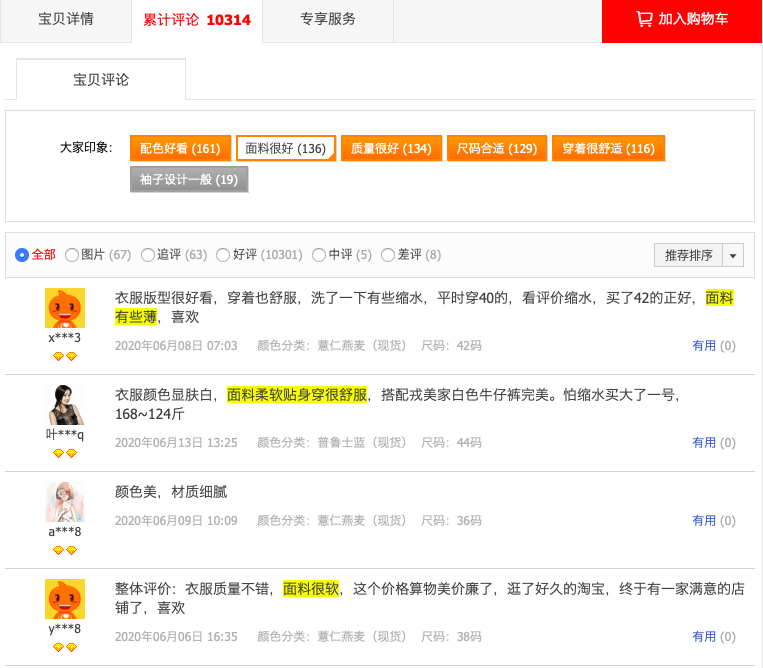 宝贝详情 累计评论 10314 专享服务 加入购物车
宝贝评论
大家印象： 配色好看 (161) 面料很好 (136) 质量很好 (134) 尺码合适 (129) 穿着很舒适 (116)
袖子设计一般 (19)
全部 图片 (67) 追评 (63) 好评 (10301) 中评 (5) 差评 (8) 推荐排序
衣服版型很好看，穿着也舒服，洗了一下有些缩水，平时穿40的，看评价缩水，买了42的正好，面料
有些薄，喜欢
x***3
2020年06月08日 07:03 颜色分类：薏仁燕麦（现货） 尺码：42码 有用 (0)
衣服颜色显肤白，面料柔软贴身穿很舒服，搭配戎美家白色牛仔裤完美。怕缩水买大了一号，
168~124斤
叶***q
2020年06月13日 13:25 颜色分类：普鲁士蓝（现货） 尺码：44码 有用 (0)
颜色美，材质细腻
2020年06月09日 10:09 颜色分类：薏仁燕麦（现货） 尺码：36码 有用 (0)
a***8
整体评价：衣服质量不错，面料很软，这个价格算物美价廉了，逛了好久的淘宝，终于有一家满意的店
铺了，喜欢
y***8
2020年06月06日 16:35 颜色分类：薏仁燕麦（现货） 尺码：38码 有用 (0)